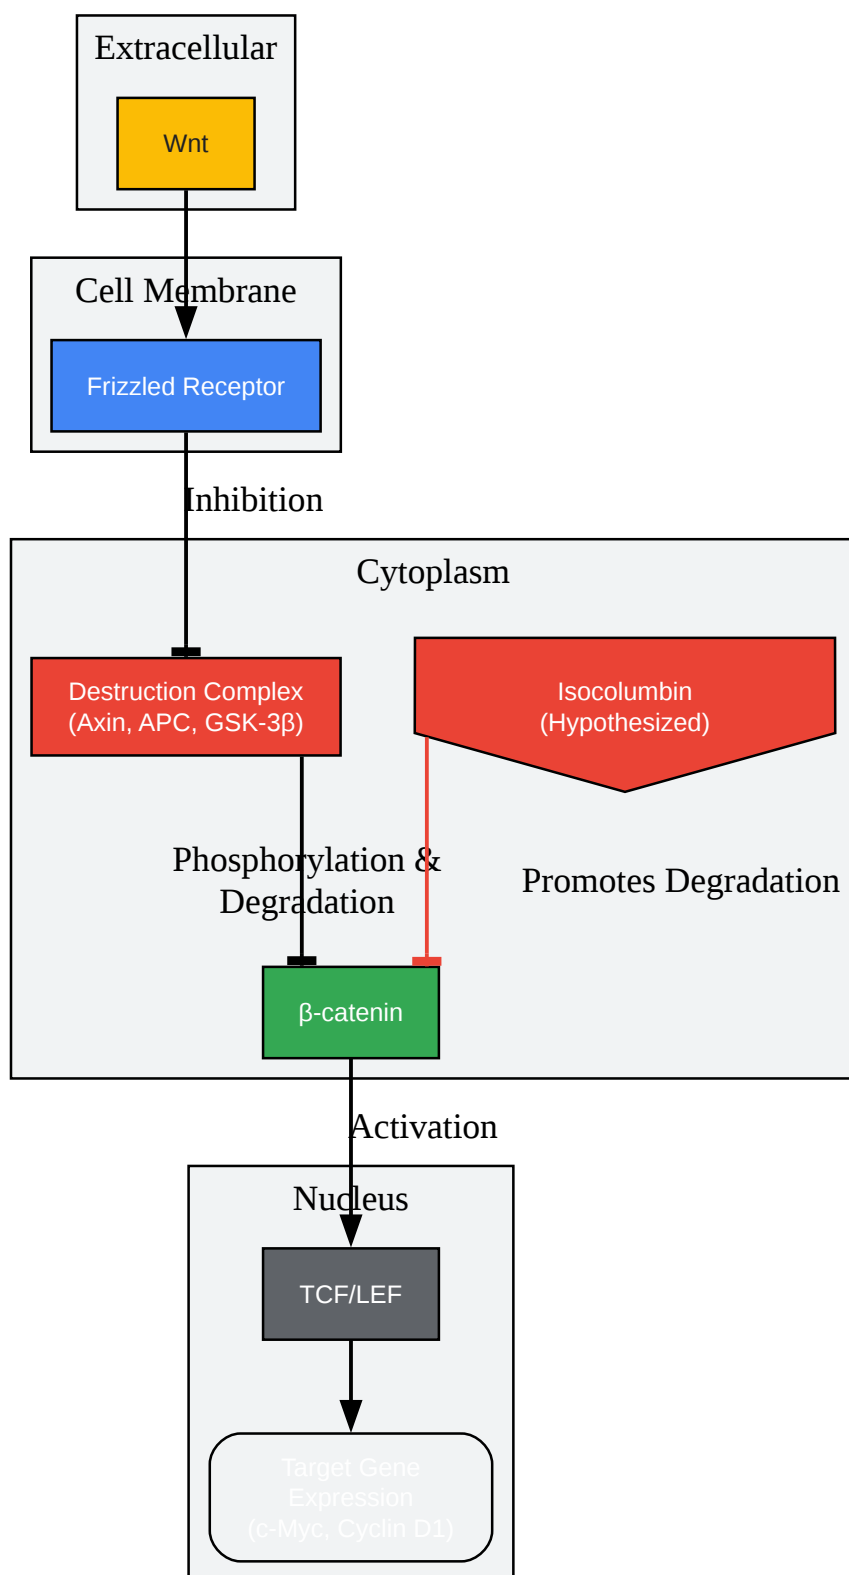 Extracellular
Wnt
Cell Membrane
Frizzled Receptor
Inhibition
Cytoplasm
Destruction Complex
(Axin, APC, GSK-3β)
Isocolumbin
(Hypothesized)
Phosphorylation &
Degradation
Promotes Degradation
β-catenin
Activation
Nucleus
TCF/LEF
Target Gene
Expression
(c-Myc, Cyclin D1)